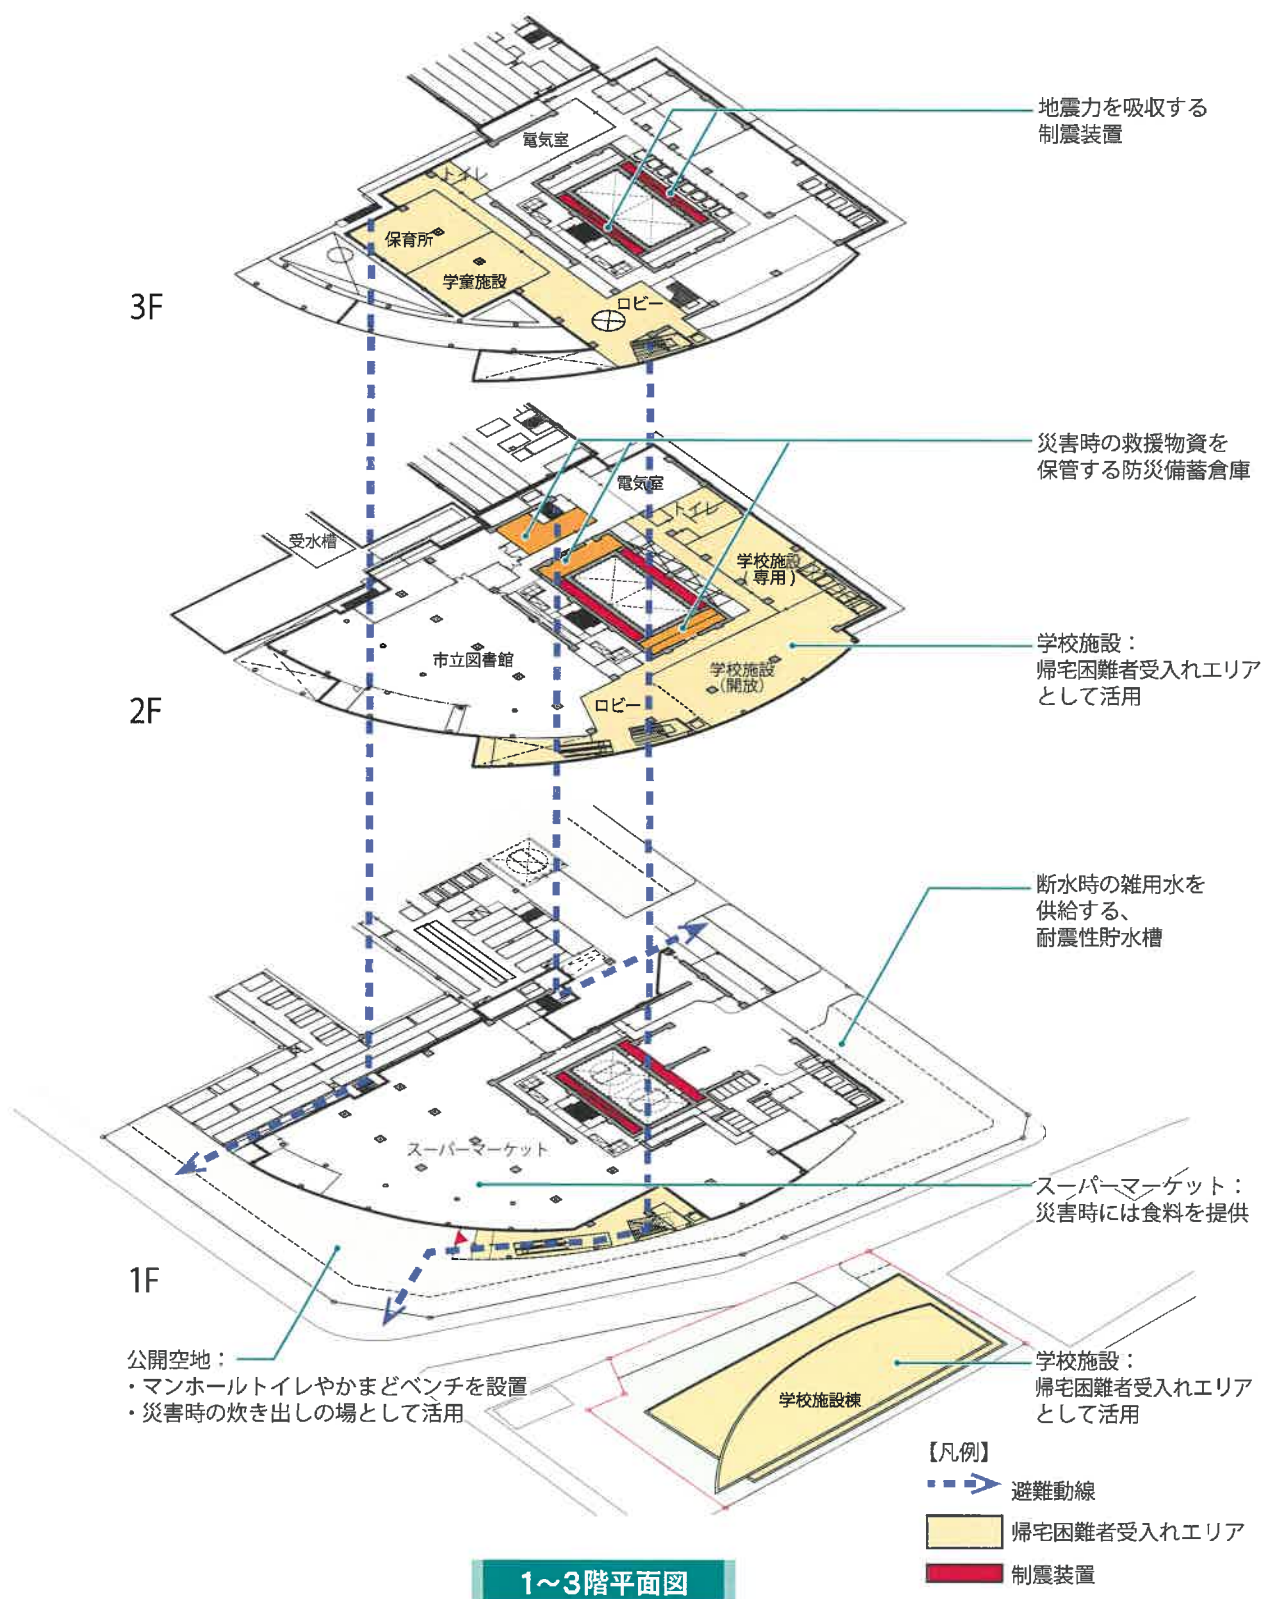 地震力を吸収する
制震装置
電気室
トイレ
保育所
学童施設
ロビー
3F
災害時の救援物資を
保管する防災備蓄倉庫
電気室
トイレ
受水槽
学校施設
(専用)
市立図書館
学校施設
(開放)
ロビー
学校施設：
帰宅困難者受入れエリア
として活用
2F
断水時の雑用水を
供給する、
耐震性貯水槽
スーパーマーケット
スーパーマーケット：
災害時には食料を提供
1F
公開空地：
・マンホールトイレやかまどベンチを設置
・災害時の炊き出しの場として活用
学校施設：
帰宅困難者受入れエリア
として活用
学校施設棟
【凡例】
避難動線
帰宅困難者受入れエリア
制震装置
1～3階平面図